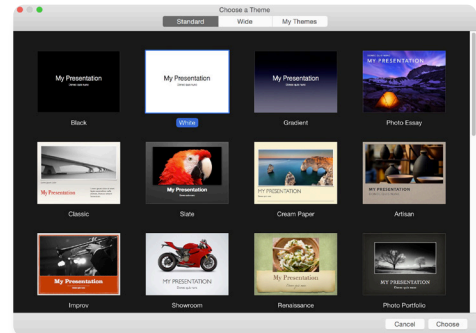 Choose a Theme
Standard Wide My Themes
My Presentation
My Presentation
My Presentation
MY PRESENTATION
Black
White
Gradient
Photo Essay
My Presentation
My Presentation
MY PRESENTATION
MY PRESENTATION
Classic
Slate
Cream Paper
Artisan
My Presentation
MY PRESENTATION
My Presentation
MY PRESENTATION
Improv
Showroom
Renaissance
Photo Portfolio
Cancel Choose